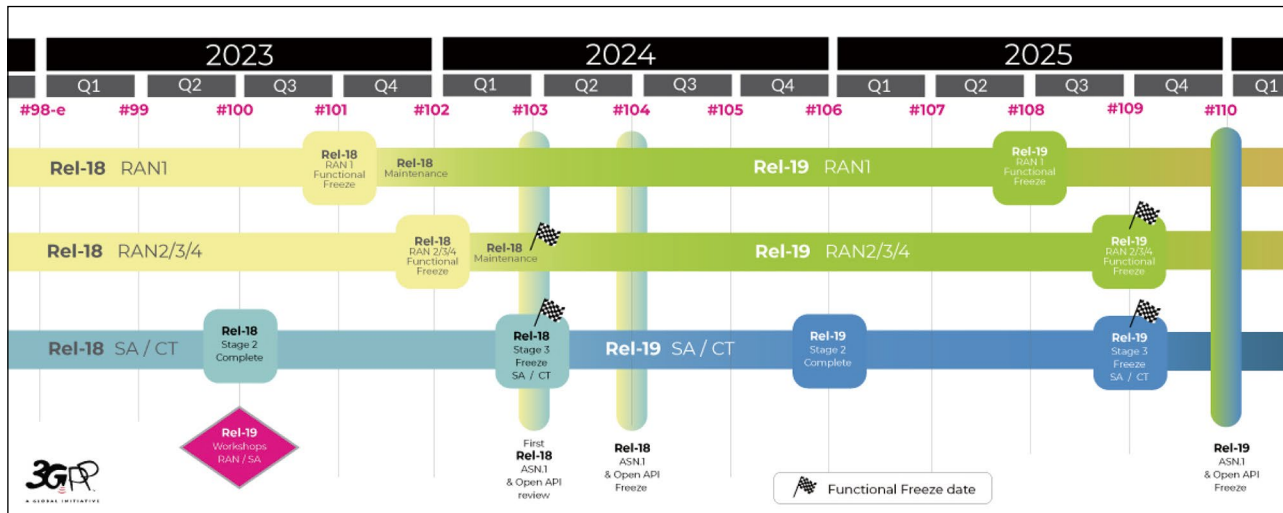 2023 2024 2025
Q1 Q2 Q3 Q4 Q1 Q2 Q3 Q4 Q1 Q2 Q3 Q4 Q1
#98-e #99 #100 #101 #102 #103 #104 #105 #106 #107 #108 #109 #110
Rel-18 RAN1
Rel-18
RAN 1
Functional
Freeze
Rel-18
Maintenance
Rel-19 RAN1
Rel-19
RAN 1
Functional
Freeze
Rel-18 RAN2/3/4
Rel-18
RAN 2/3/4
Functional
Freeze
Rel-18
Maintenance
Rel-19 RAN2/3/4
Rel-19
RAN 2/3/4
Functional
Freeze
Rel-18 SA / CT
Rel-18
Stage 2
Complete
Rel-18
Stage 3
Freeze
SA / CT
Rel-19 SA / CT
Rel-19
Stage 2
Complete
Rel-19
Stage 3
Freeze
SA / CT
Rel-19
Workshops
RAN / SA
First
Rel-18
ASN.1
& Open API
review
Rel-18
ASN.1
& Open API
Freeze
Rel-19
ASN.1
& Open API
Freeze
3GPP
A GLOBAL INITIATIVE
Functional Freeze date